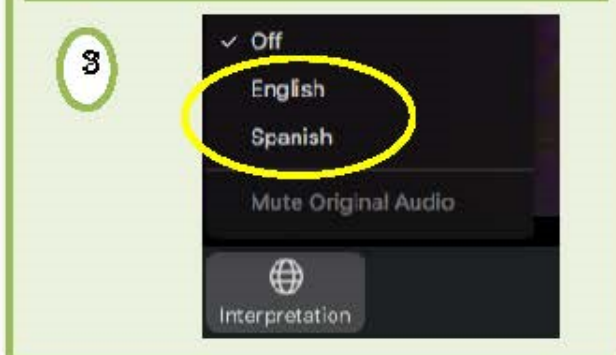 3
✓ Off
English
Spanish
Mute Original Audio
Interpretation